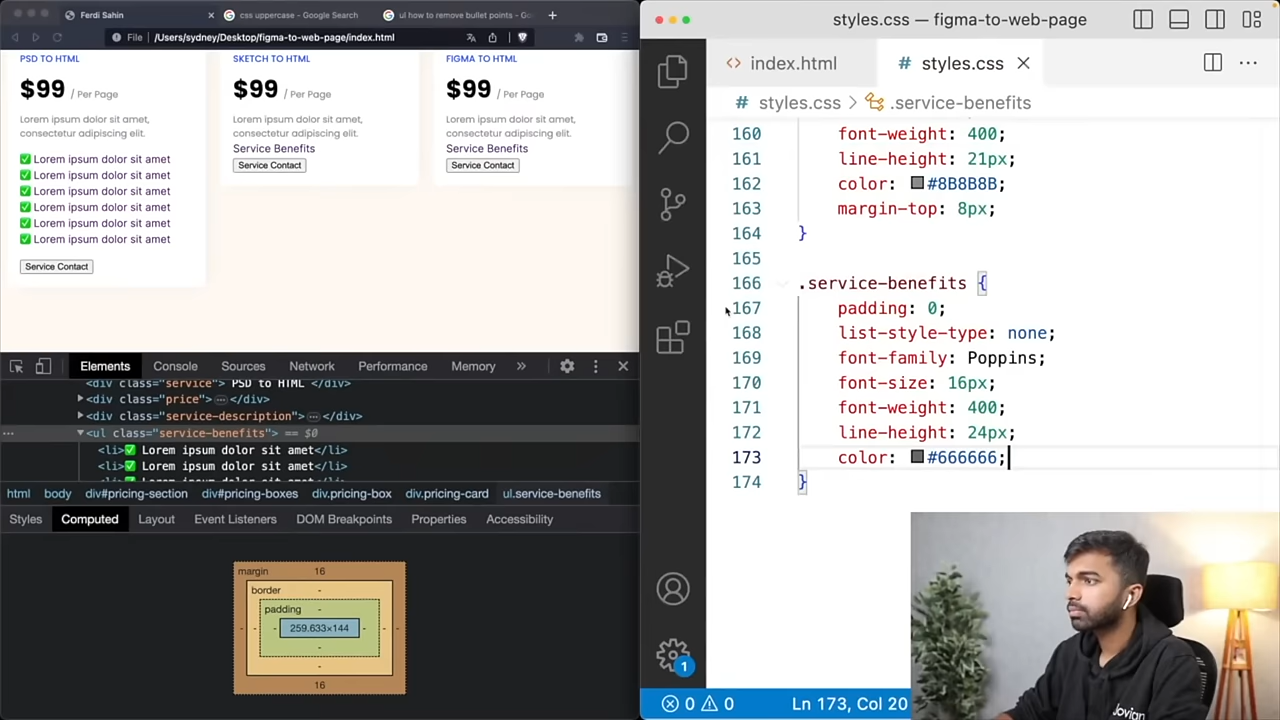 Ferdi Sahin
css uppercase - Google Search
ul how to remove bullet points - Go
File
/Users/sydney/Desktop/figma-to-web-page/index.html
PSD TO HTML
SKETCH TO HTML
FIGMA TO HTML
$99 / Per Page
$99 / Per Page
$99 / Per Page
Lorem ipsum dolor sit amet,
consectetur adipiscing elit.
Lorem ipsum dolor sit amet,
consectetur adipiscing elit.
Lorem ipsum dolor sit amet,
consectetur adipiscing elit.
Service Benefits
Service Contact
Service Benefits
Service Contact
✅ Lorem ipsum dolor sit amet
✅ Lorem ipsum dolor sit amet
✅ Lorem ipsum dolor sit amet
✅ Lorem ipsum dolor sit amet
✅ Lorem ipsum dolor sit amet
✅ Lorem ipsum dolor sit amet
Service Contact
Elements Console Sources Network Performance Memory »
<div class="service"> PSD to HTML </div>
<div class="price"> … </div>
<div class="service-description"> … </div>
<ul class="service-benefits"> == $0
<li>✅ Lorem ipsum dolor sit amet</li>
<li>✅ Lorem ipsum dolor sit amet</li>
<li>✅ Lorem ipsum dolor sit amet</li>
html body div#pricing-section div#pricing-boxes div.pricing-box div.pricing-card ul.service-benefits
Styles Computed Layout Event Listeners DOM Breakpoints Properties Accessibility
margin 16
border -
padding -
- - - 259.633×144 - - -
-
-
16
styles.css — figma-to-web-page
<> index.html
# styles.css
# styles.css > .service-benefits
160 font-weight: 400;
161 line-height: 21px;
162 color: #8B8B8B;
163 margin-top: 8px;
164 }
165
166 .service-benefits {
167 padding: 0;
168 list-style-type: none;
169 font-family: Poppins;
170 font-size: 16px;
171 font-weight: 400;
172 line-height: 24px;
173 color: #666666;
174 }
1
0 0 Ln 173, Col 20
Jovian